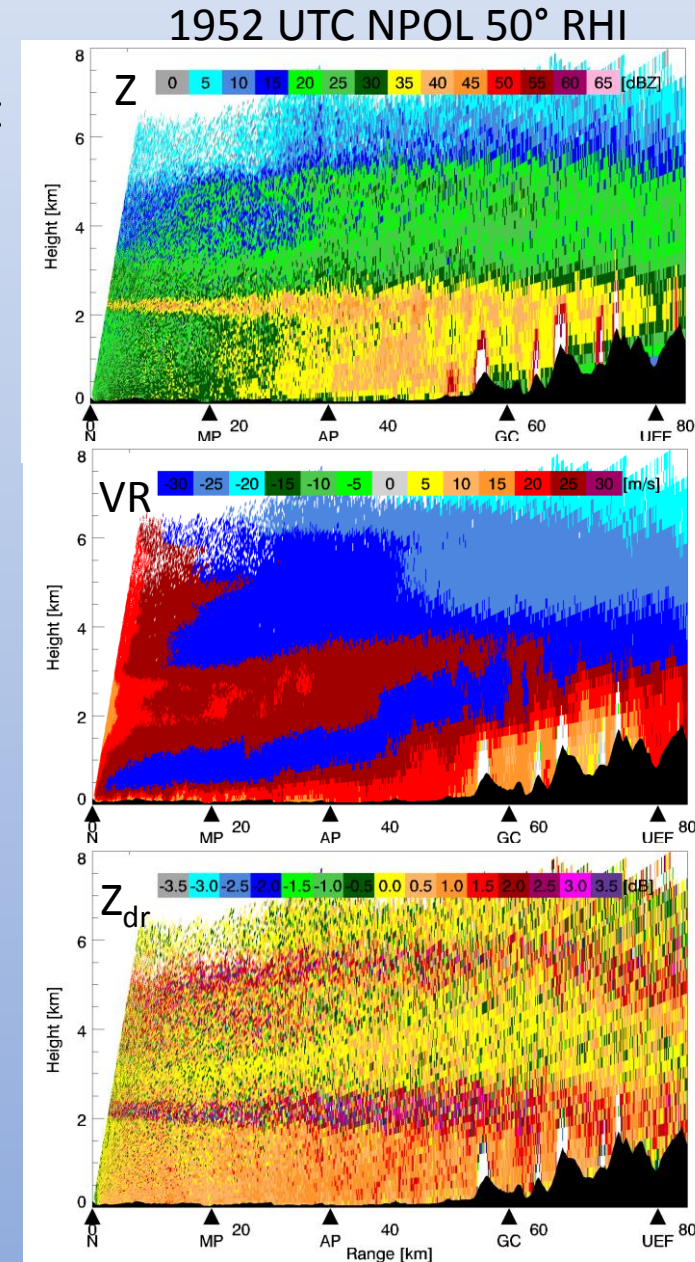 1952 UTC NPOL 50° RHI
:
Z
0 5 10 15 20 25 30 35 40 45 50 55 60 65 [dBZ]
8
6
4
2
0
Height [km]
0 20 40 60 80
N MP AP GC UEF
VR
-30 -25 -20 -15 -10 -5 0 5 10 15 20 25 30 [m/s]
8
6
4
2
0
Height [km]
0 20 40 60 80
N MP AP GC UEF
Zdr
-3.5 -3.0 -2.5 -2.0 -1.5 -1.0 -0.5 0.0 0.5 1.0 1.5 2.0 2.5 3.0 3.5 [dB]
8
6
4
2
0
Height [km]
0 20 40 60 80
N MP AP GC UEF
Range [km]